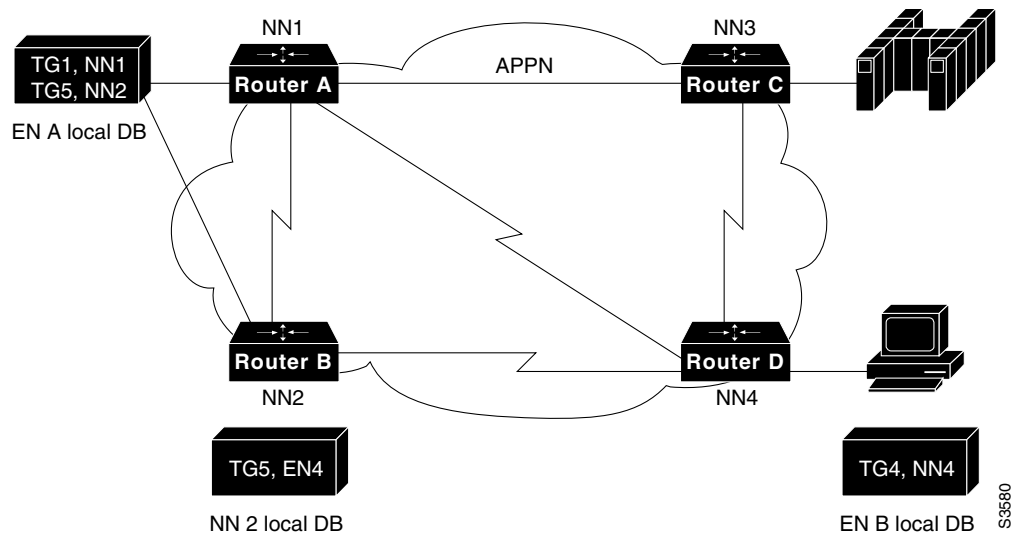 NN1
NN3
TG1, NN1
TG5, NN2
Router A
APPN
Router C
EN A local DB
Router B
Router D
NN2
NN4
TG5, EN4
TG4, NN4
NN 2 local DB
EN B local DB
S3580